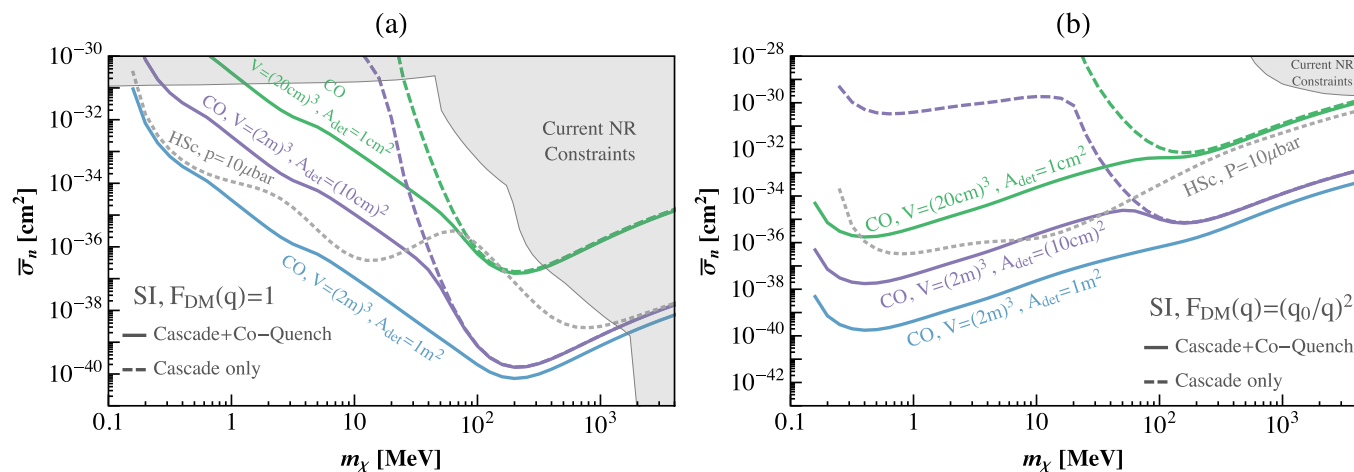 (a)
10⁻³⁰
10⁻³²
10⁻³⁴
10⁻³⁶
10⁻³⁸
10⁻⁴⁰
σ̅ₙ [cm²]
CO
V=(20cm)³, A_det=1cm²
CO, V=(2m)³, A_det=(10cm)²
HSc, p=10μbar
CO, V=(2m)³, A_det=1m²
Current NR
Constraints
SI, F_DM(q)=1
Cascade+Co−Quench
Cascade only
0.1 1 10 10² 10³
m_χ [MeV]
(b)
10⁻²⁸
10⁻³⁰
10⁻³²
10⁻³⁴
10⁻³⁶
10⁻³⁸
10⁻⁴⁰
10⁻⁴²
σ̅ₙ [cm²]
Current NR
Constraints
CO, V=(20cm)³, A_det=1cm²
HSc, P=10μbar
CO, V=(2m)³, A_det=(10cm)²
CO, V=(2m)³, A_det=1m²
SI, F_DM(q)=(q₀/q)²
Cascade+Co−Quench
Cascade only
0.1 1 10 10² 10³
m_χ [MeV]